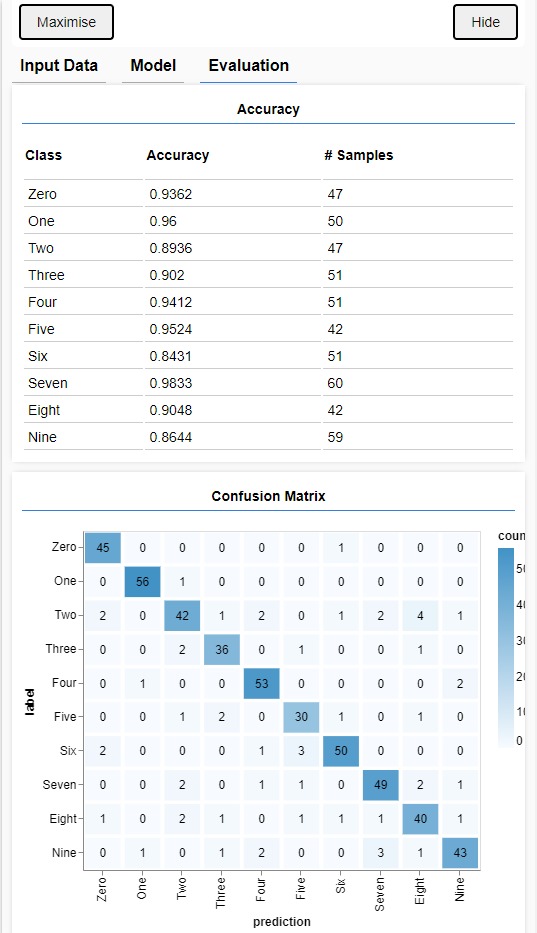 Maximise Hide
Input Data Model Evaluation
Accuracy
Class Accuracy # Samples
Zero 0.9362 47
One 0.96 50
Two 0.8936 47
Three 0.902 51
Four 0.9412 51
Five 0.9524 42
Six 0.8431 51
Seven 0.9833 60
Eight 0.9048 42
Nine 0.8644 59
Confusion Matrix
coun
Zero 45 0 0 0 0 0 1 0 0 0
One 0 56 1 0 0 0 0 0 0 0 50
Two 2 0 42 1 2 0 1 2 4 1 40
Three 0 0 2 36 0 1 0 0 1 0 30
Four 0 1 0 0 53 0 0 0 0 2 20
label
Five 0 0 1 2 0 30 1 0 1 0 10
Six 2 0 0 0 1 3 50 0 0 0 0
Seven 0 0 2 0 1 1 0 49 2 1
Eight 1 0 2 1 0 1 1 1 40 1
Nine 0 1 0 1 2 0 0 3 1 43
Zero One Two Three Four Five Six Seven Eight Nine
prediction